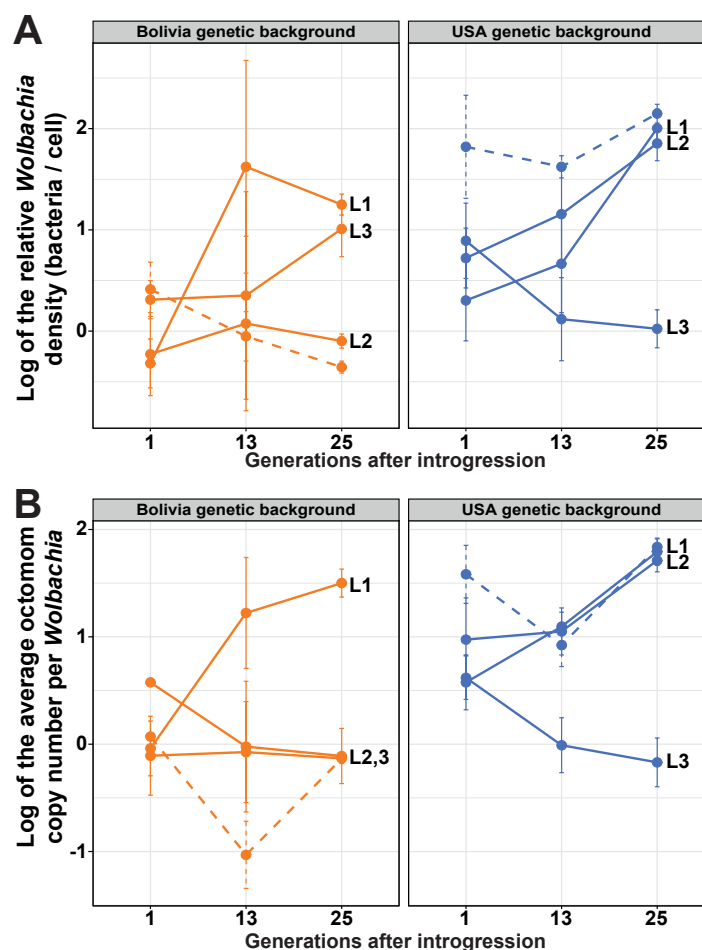 A
Bolivia genetic background
USA genetic background
Log of the relative Wolbachia
density (bacteria / cell)
2
1
0
L1
L3
L2
L1
L2
L3
1
13
25
1
13
25
Generations after introgression
B
Bolivia genetic background
USA genetic background
Log of the average octomom
copy number per Wolbachia
2
1
0
-1
L1
L2,3
L1
L2
L3
1
13
25
1
13
25
Generations after introgression